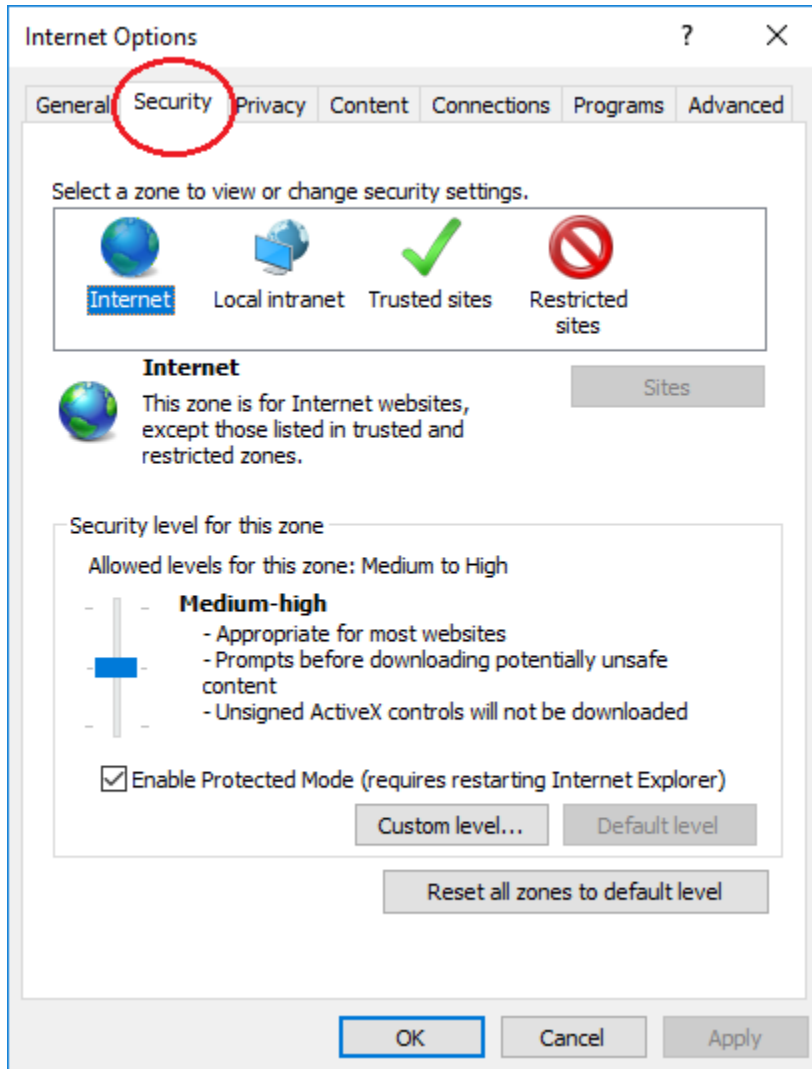 Internet Options
?
General Security Privacy Content Connections Programs Advanced
Select a zone to view or change security settings.
Internet Local intranet Trusted sites Restricted
sites
Internet
Sites
This zone is for Internet websites,
except those listed in trusted and
restricted zones.
Security level for this zone
Allowed levels for this zone: Medium to High
Medium-high
- Appropriate for most websites
- Prompts before downloading potentially unsafe
content
- Unsigned ActiveX controls will not be downloaded
Enable Protected Mode (requires restarting Internet Explorer)
Custom level... Default level
Reset all zones to default level
OK Cancel Apply